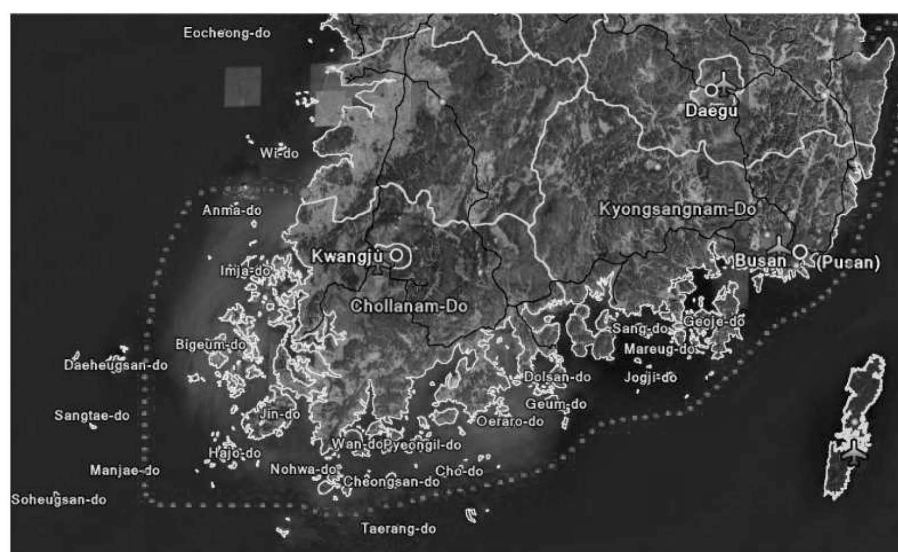 Eocheong-do
Daegu
Wi-do
Anma-do
Kyongsangnam-Do
Kwangju
Busan
(Pusan)
Imja-do
Chollanam-Do
Geoje-do
Sang-do
Bigeum-do
Mareug-do
Daeheugsan-do
Dolsan-do
Jogji-do
Geum-do
Sangtae-do
Jin-do
Oeraro-do
Wan-do
Pyeongil-do
Hajo-do
Manjae-do
Nohwa-do
Cho-do
Cheongsan-do
Soheugsan-do
Taerang-do